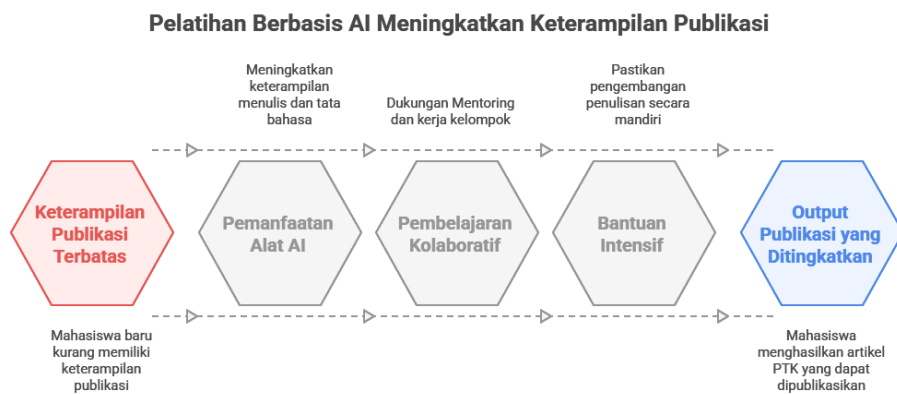 Pelatihan Berbasis AI Meningkatkan Keterampilan Publikasi
Meningkatkan
keterampilan
menulis dan tata
bahasa
Dukungan Mentoring
dan kerja kelompok
Pastikan
pengembangan
penulisan secara
mandiri
Keterampilan
Publikasi
Terbatas
Pemanfaatan
Alat AI
Pembelajaran
Kolaboratif
Bantuan
Intensif
Output
Publikasi yang
Ditingkatkan
Mahasiswa baru
kurang memiliki
keterampilan
publikasi
Mahasiswa
menghasilkan artikel
PTK yang dapat
dipublikasikan